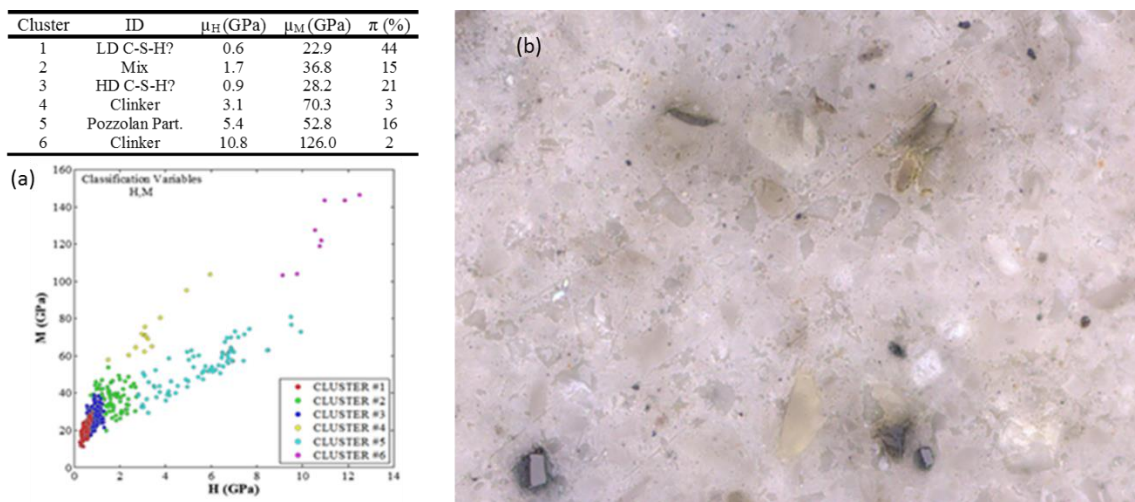 Cluster ID μH (GPa) μM (GPa) π (%)
1 LD C-S-H? 0.6 22.9 44
2 Mix 1.7 36.8 15
3 HD C-S-H? 0.9 28.2 21
4 Clinker 3.1 70.3 3
5 Pozzolan Part. 5.4 52.8 16
6 Clinker 10.8 126.0 2
(a)
Classification Variables
H,M
160
140
120
100
80
60
40
20
0
M (GPa)
CLUSTER #1
CLUSTER #2
CLUSTER #3
CLUSTER #4
CLUSTER #5
CLUSTER #6
0 2 4 6 8 10 12 14
H (GPa)
(b)